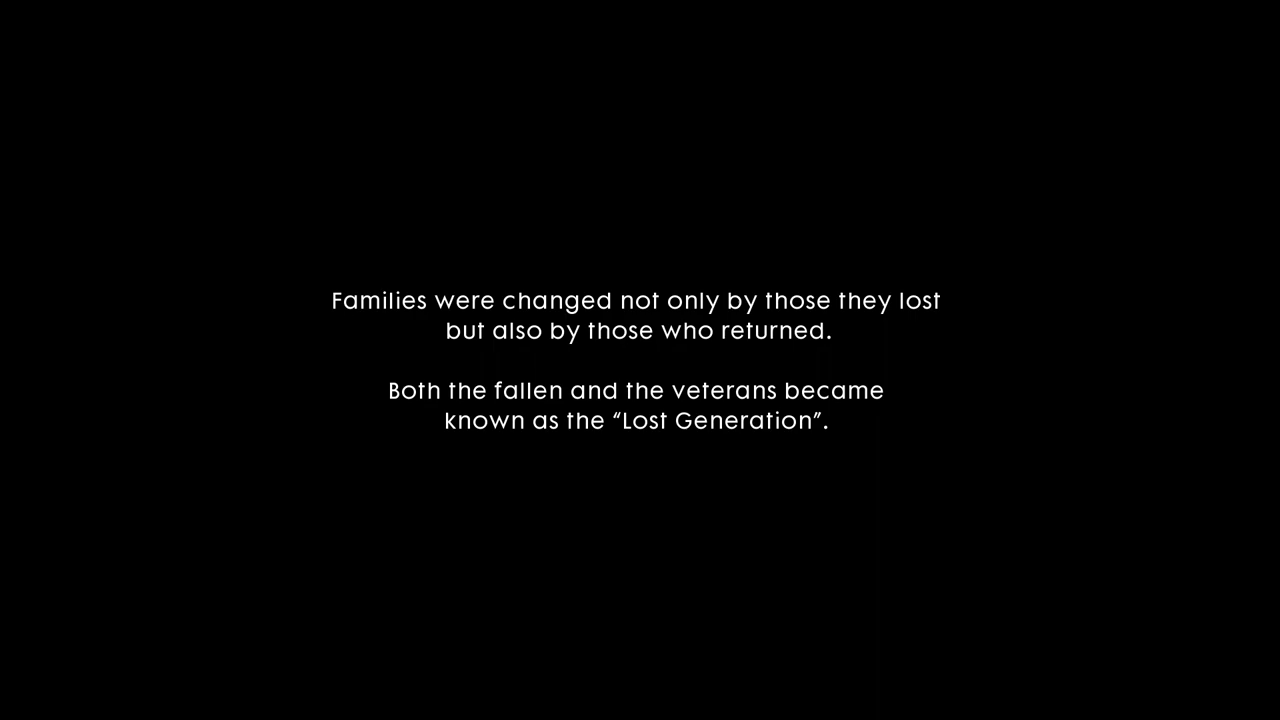 Families were changed not only by those they lost
but also by those who returned.
Both the fallen and the veterans became
known as the “Lost Generation”.